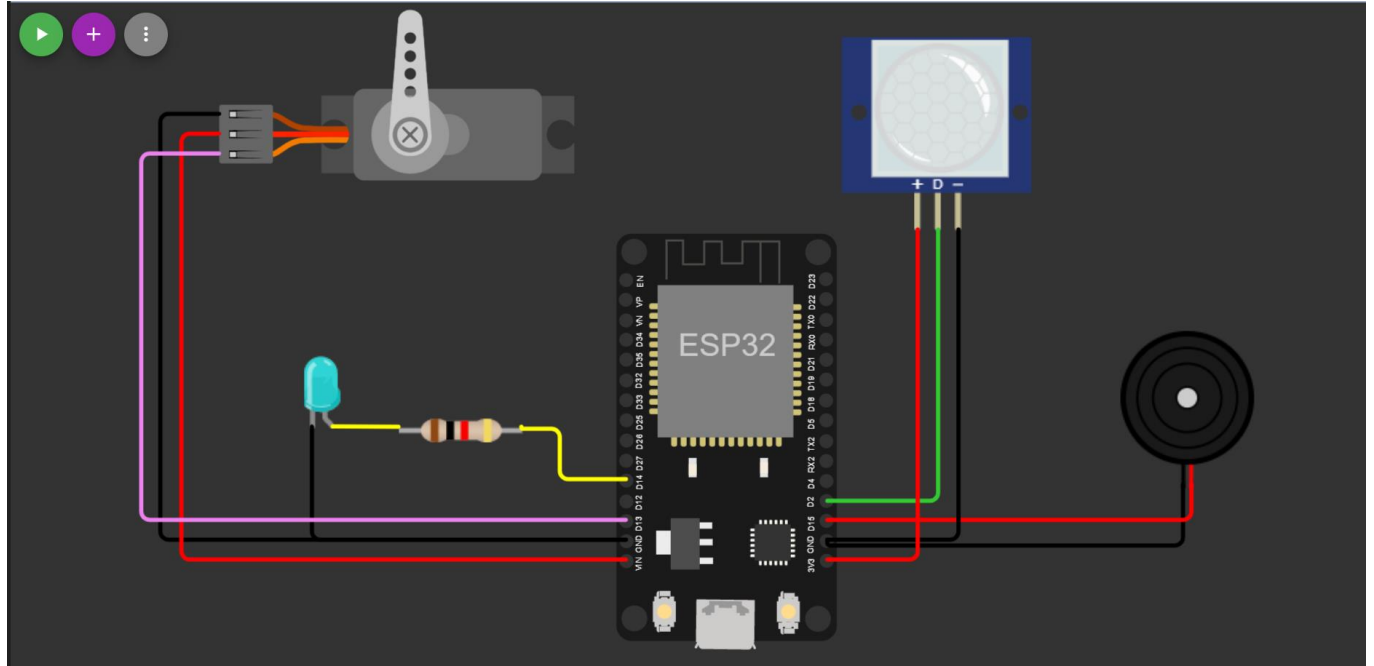 + D −
ESP32
EN
VP
VN
D34
D35
D32
D33
D25
D26
D27
D14
D12
D13
GND
VIN
D23
D22
TX0
RX0
D21
D19
D18
D5
TX2
RX2
D4
D2
D15
GND
3V3